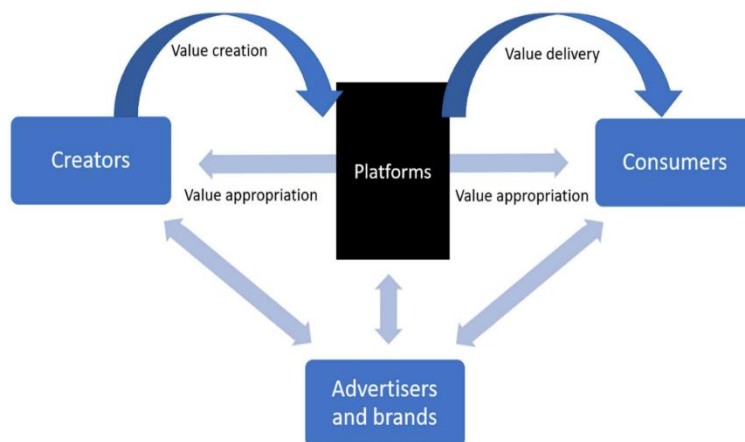 Value creation
Value delivery
Creators
Platforms
Consumers
Value appropriation
Value appropriation
Advertisers
and brands